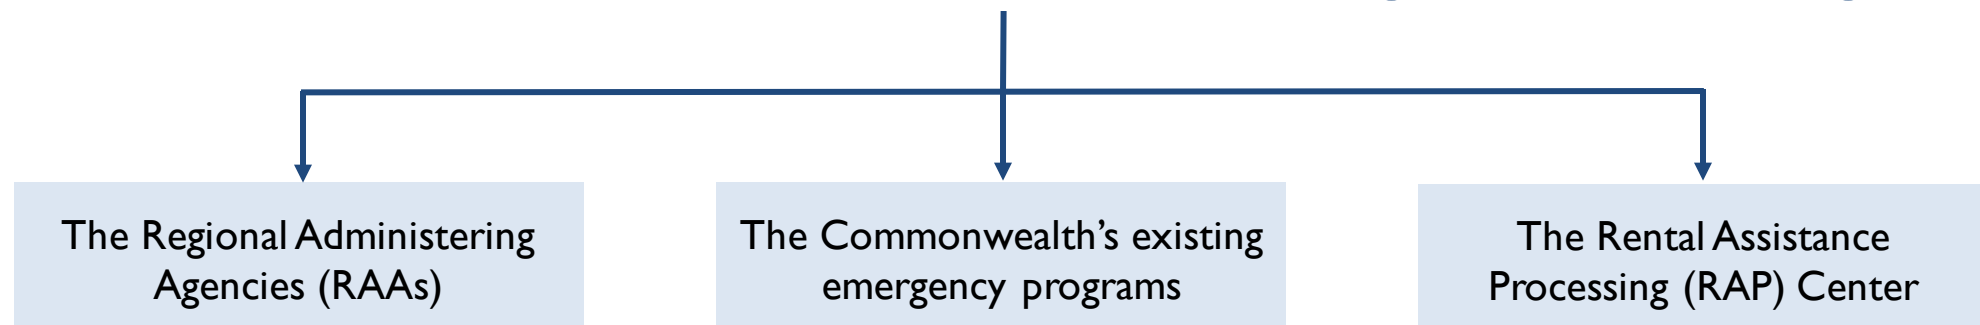 The Regional Administering
Agencies (RAAs)
The Commonwealth’s existing
emergency programs
The Rental Assistance
Processing (RAP) Center